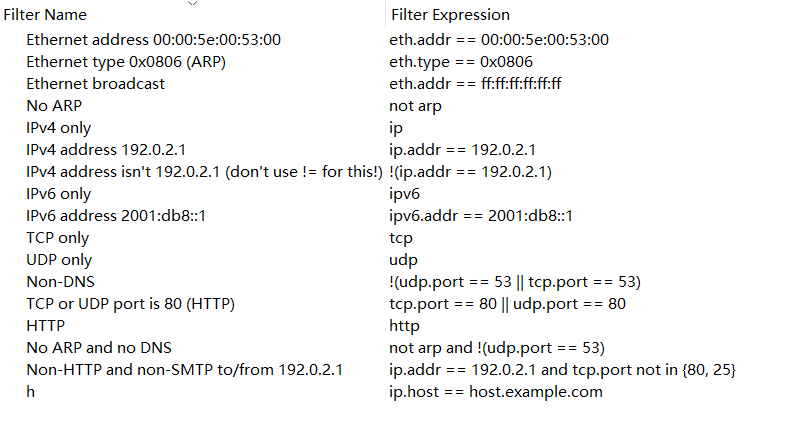 Filter Name Filter Expression
Ethernet address 00:00:5e:00:53:00 eth.addr == 00:00:5e:00:53:00
Ethernet type 0x0806 (ARP) eth.type == 0x0806
Ethernet broadcast eth.addr == ff:ff:ff:ff:ff:ff
No ARP not arp
IPv4 only ip
IPv4 address 192.0.2.1 ip.addr == 192.0.2.1
IPv4 address isn't 192.0.2.1 (don't use != for this!) !(ip.addr == 192.0.2.1)
IPv6 only ipv6
IPv6 address 2001:db8::1 ipv6.addr == 2001:db8::1
TCP only tcp
UDP only udp
Non-DNS !(udp.port == 53 || tcp.port == 53)
TCP or UDP port is 80 (HTTP) tcp.port == 80 || udp.port == 80
HTTP http
No ARP and no DNS not arp and !(udp.port == 53)
Non-HTTP and non-SMTP to/from 192.0.2.1 ip.addr == 192.0.2.1 and tcp.port not in {80, 25}
h ip.host == host.example.com